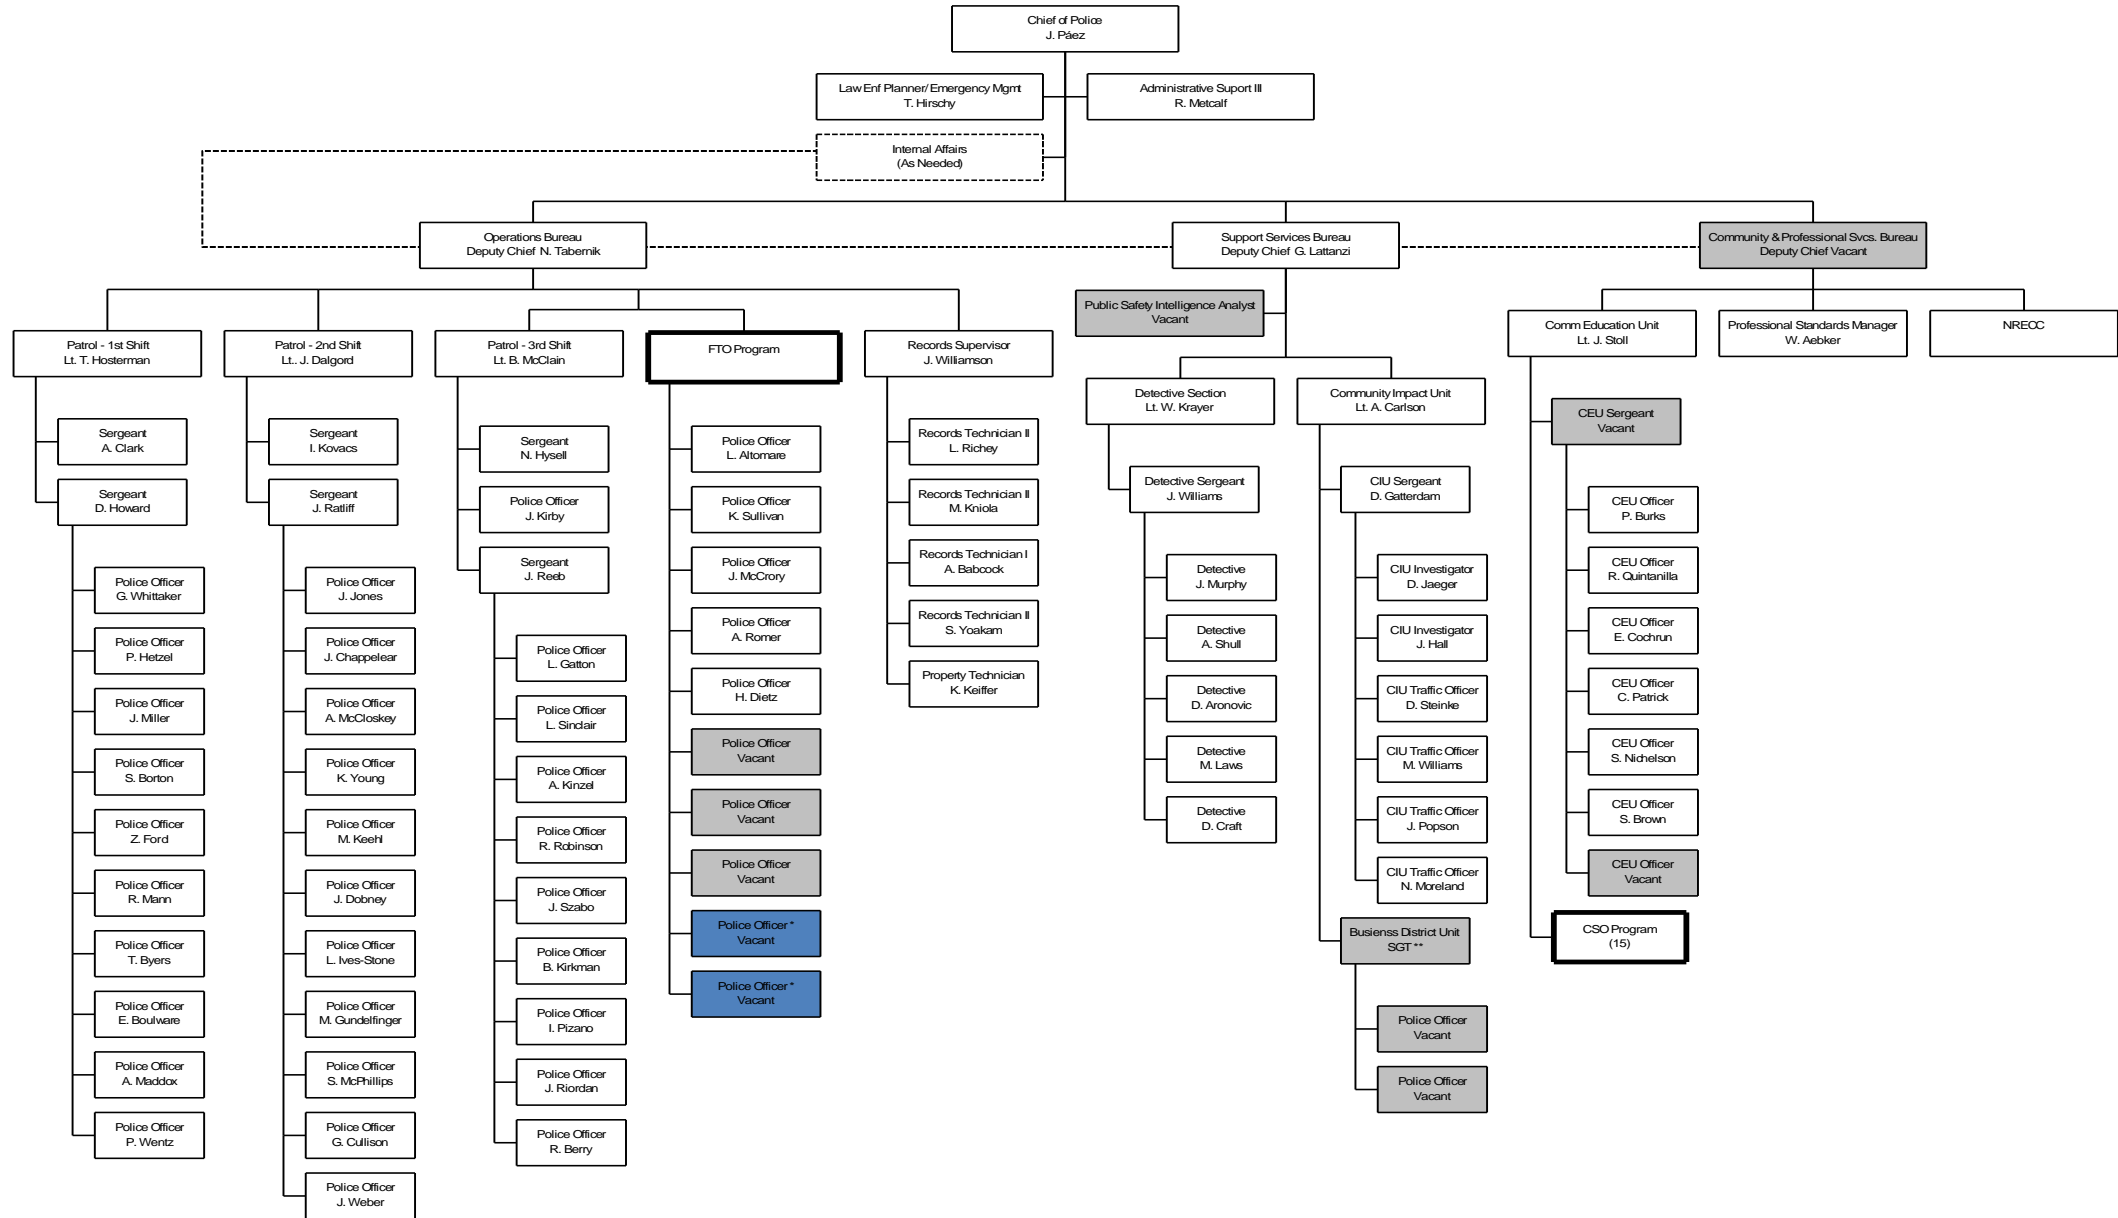 Chief of Police
J. Páez
Law Enf Planner/ Emergency Mgmt
T. Hirschy
Administrative Suport III
R. Metcalf
Internal Affairs
(As Needed)
Operations Bureau
Deputy Chief N. Tabernik
Support Services Bureau
Deputy Chief G. Lattanzi
Community & Professional Svcs. Bureau
Deputy Chief Vacant
Public Safety Intelligence Analyst
Vacant
Patrol - 1st Shift
Lt. T. Hosterman
Sergeant
A. Clark
Sergeant
D. Howard
Police Officer
G. Whittaker
Police Officer
P. Hetzel
Police Officer
J. Miller
Police Officer
S. Borton
Police Officer
Z. Ford
Police Officer
R. Mann
Police Officer
T. Byers
Police Officer
E. Boulware
Police Officer
A. Maddox
Police Officer
P. Wentz
Patrol - 2nd Shift
Lt.. J. Dalgord
Sergeant
I. Kovacs
Sergeant
J. Ratliff
Police Officer
J. Jones
Police Officer
J. Chappelear
Police Officer
A. McCloskey
Police Officer
K. Young
Police Officer
M. Keehl
Police Officer
J. Dobney
Police Officer
L. Ives-Stone
Police Officer
M. Gundelfinger
Police Officer
S. McPhillips
Police Officer
G. Cullison
Police Officer
J. Weber
Patrol - 3rd Shift
Lt. B. McClain
Sergeant
N. Hysell
Police Officer
J. Kirby
Sergeant
J. Reeb
Police Officer
L. Gatton
Police Officer
L. Sinclair
Police Officer
A. Kinzel
Police Officer
R. Robinson
Police Officer
J. Szabo
Police Officer
B. Kirkman
Police Officer
I. Pizano
Police Officer
J. Riordan
Police Officer
R. Berry
FTO Program
Police Officer
L. Altomare
Police Officer
K. Sullivan
Police Officer
J. McCrory
Police Officer
A. Romer
Police Officer
H. Dietz
Police Officer
Vacant
Police Officer
Vacant
Police Officer
Vacant
Police Officer *
Vacant
Police Officer *
Vacant
Records Supervisor
J. Williamson
Records Technician II
L. Richey
Records Technician II
M. Kniola
Records Technician I
A. Babcock
Records Technician II
S. Yoakam
Property Technician
K. Keiffer
Detective Section
Lt. W. Krayer
Detective Sergeant
J. Williams
Detective
J. Murphy
Detective
A. Shull
Detective
D. Aronovic
Detective
M. Laws
Detective
D. Craft
Community Impact Unit
Lt. A. Carlson
CIU Sergeant
D. Gatterdam
CIU Investigator
D. Jaeger
CIU Investigator
J. Hall
CIU Traffic Officer
D. Steinke
CIU Traffic Officer
M. Williams
CIU Traffic Officer
J. Popson
CIU Traffic Officer
N. Moreland
Busienss District Unit
SGT **
Police Officer
Vacant
Police Officer
Vacant
Comm Education Unit
Lt. J. Stoll
CEU Sergeant
Vacant
CEU Officer
P. Burks
CEU Officer
R. Quintanilla
CEU Officer
E. Cochrun
CEU Officer
C. Patrick
CEU Officer
S. Nichelson
CEU Officer
S. Brown
CEU Officer
Vacant
CSO Program
(15)
Professional Standards Manager
W. Aebker
NRECC